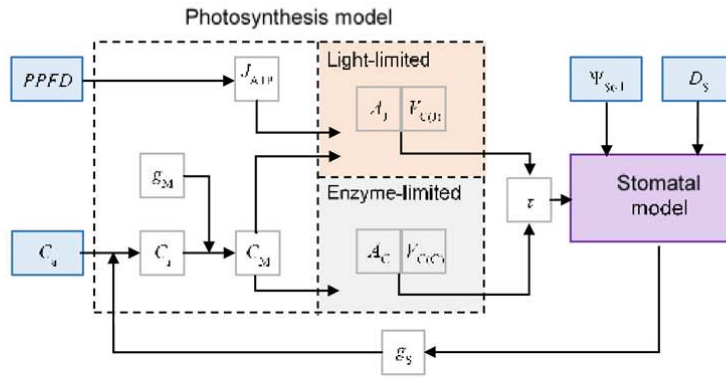 Photosynthesis model
Light-limited
PPFD
J_ATP
Ψ_Soil
D_S
A_J
V_C(J)
g_M
Enzyme-limited
τ
Stomatal
model
C_a
C_i
C_M
A_C
V_C(C)
g_S